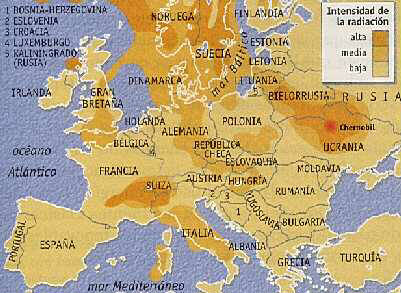 1 BOSNIA-HERZEGOVINA
2 ESLOVENIA
3 CROACIA
4 LUXEMBURGO
5 KALININGRADO
(RUSIA)
Intensidad de
la radiación
alta
media
baja
NORUEGA
FINLANDIA
SUECIA
ESTONIA
LETONIA
LITUANIA
mar Báltico
DINAMARCA
IRLANDA
GRAN
BRETAÑA
RUSIA
BIELORRUSIA
5
HOLANDA
ALEMANIA
POLONIA
Chernobil
BÉLGICA
4
REPÚBLICA
CHECA
UCRANIA
océano
Atlántico
ESLOVAQUIA
MOLDAVIA
FRANCIA
SUIZA
AUSTRIA
HUNGRÍA
RUMANÍA
2
3
1
YUGOSLAVIA
BULGARIA
PORTUGAL
ESPAÑA
ITALIA
ALBANIA
GRECIA
TURQUÍA
mar Mediterráneo